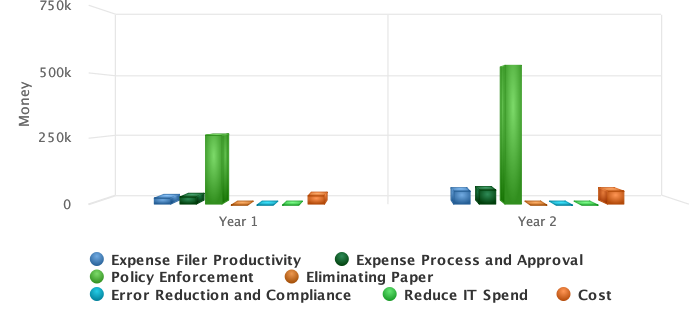 750k
500k
250k
0
Money
Year 1 Year 2
Expense Filer Productivity Expense Process and Approval
Policy Enforcement Eliminating Paper
Error Reduction and Compliance Reduce IT Spend Cost